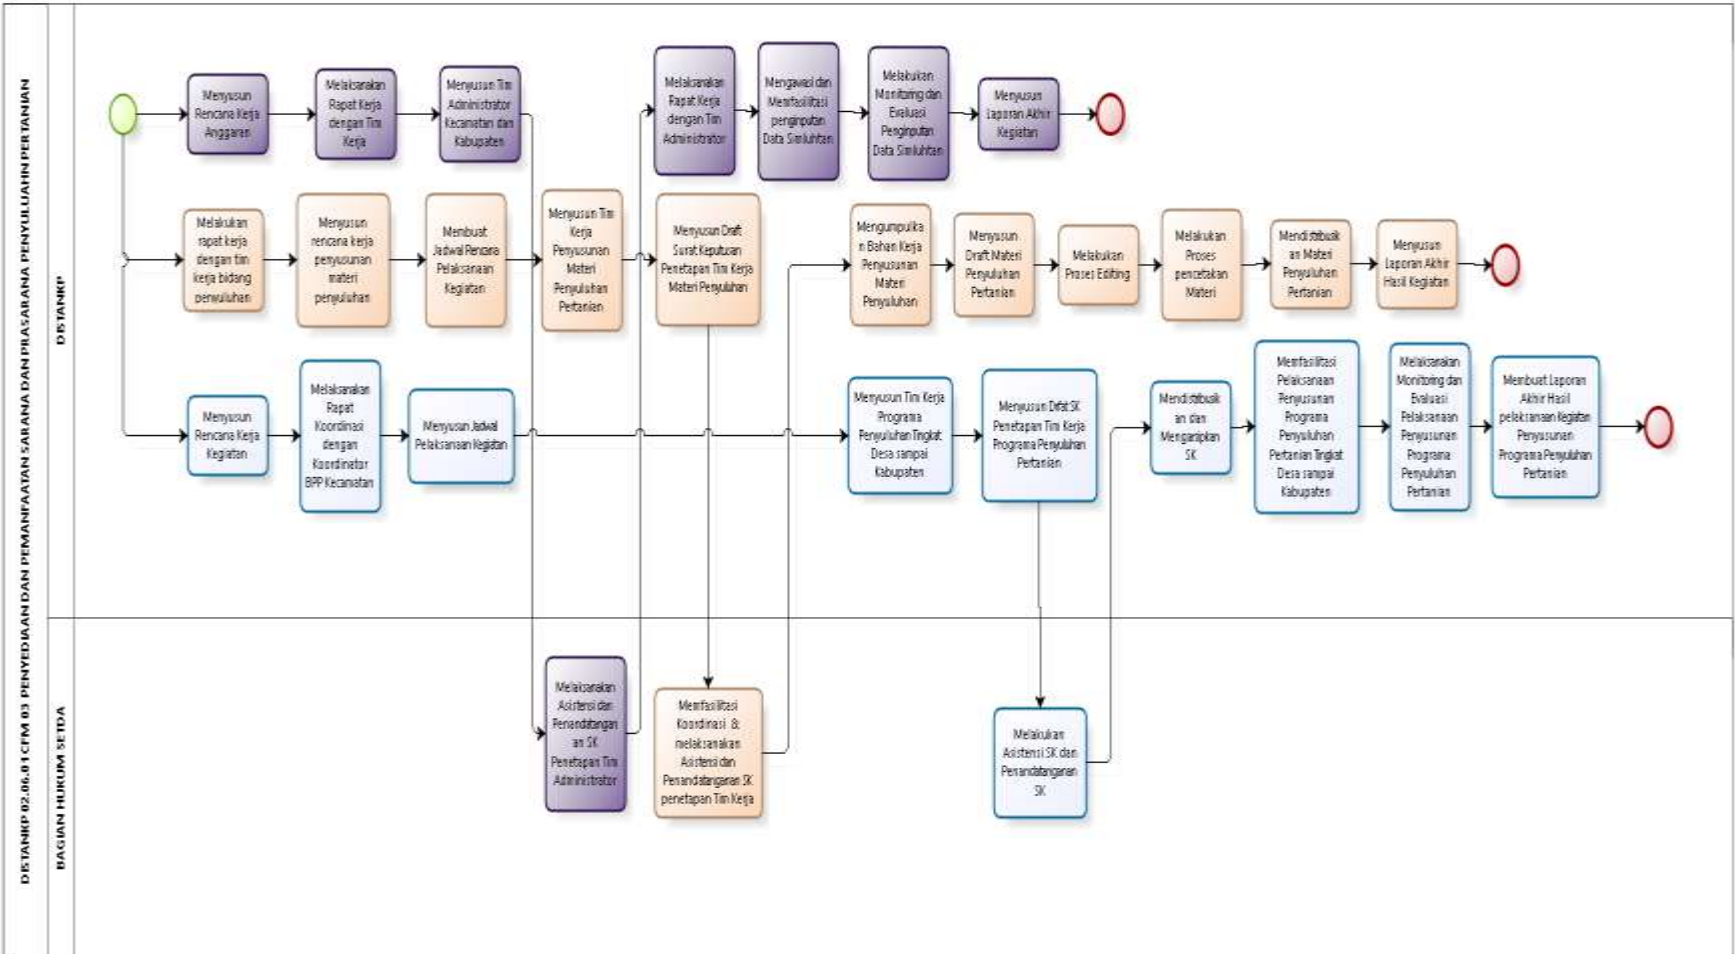 DISTANKP 02.06.01 CFM 03 PENYEDIAAN DAN PEMANFAATAN SARANA DAN PRASARANA PENYULUHN PERTANIAN
DISTANKP
Menyusun
Rencana Kerja
Anggaran
Melaksanakan
Rapat Kerja
dengan Tim
Kerja
Menyusun Tim
Administrator
Kecamatan dan
Kabupaten
Melaksanakan
Rapat Kerja
dengan Tim
Administrator
Mengawasi dan
Memfasilitasi
penginputan
Data Simluhtan
Melakukan
Monitoring dan
Evaluasi
Penginputan
Data Simluhtan
Menyusun
Laporan Akhir
Kegiatan
Melakukan
rapat kerja
dengan tim
kerja bidang
penyuluhan
Menyusun
rencana kerja
penyusunan
materi
penyuluhan
Membuat
Jadwal Rencana
Pelaksanaan
Kegiatan
Menyusun Tim
Kerja
Penyusunan
Materi
Penyuluhan
Pertanian
Menyusun Draft
Surat Keputusan
Penetapan Tim Kerja
Materi Penyuluhan
Mengumpulka
n Bahan Kerja
Penyusunan
Materi
Penyuluhan
Menyusun
Draft Materi
Penyuluhan
Pertanian
Melakukan
Proses Editing
Melakukan
Proses
pencetakan
Materi
Mendistribusik
an Materi
Penyuluhan
Pertanian
Menyusun
Laporan Akhir
Hasil Kegiatan
Menyusun
Rencana Kerja
Kegiatan
Melaksanakan
Rapat
Koordinasi
dengan
Koordinator
BPP Kecamatan
Menyusun Jadwal
Pelaksanaan Kegiatan
Menyusun Tim Kerja
Programa
Penyuluhan Tingkat
Desa sampai
Kabupaten
Menyusun Drfat SK
Penetapan Tim Kerja
Programa Penyuluhan
Pertanian
Mendistibusik
an dan
Mengarsipkan
SK
Memfasilitasi
Pelaksanaan
Penyusunan
Programa
Penyuluhan
Pertanian Tingkat
Desa sampai
Kabupaten
Melaksanakan
Monitoring dan
Evaluasi
Pelaksanaan
Penyusunan
Programa
Penyuluhan
Pertanian
Membuat Laporan
Akhir Hasil
pelaksanaan Kegiatan
Penyusunan
Programa Penyuluhan
Pertanian
BAGIAN HUKUM SETDA
Melaksanakan
Asistensi dan
Penandatangan
an SK
Penetapan Tim
Administrator
Memfasilitasi
Koordinasi &
melaksanakan
Asistensi dan
Penandatanganan SK
penetapan Tim Kerja
Melakukan
Asistensi SK dan
Penandatanganan
SK